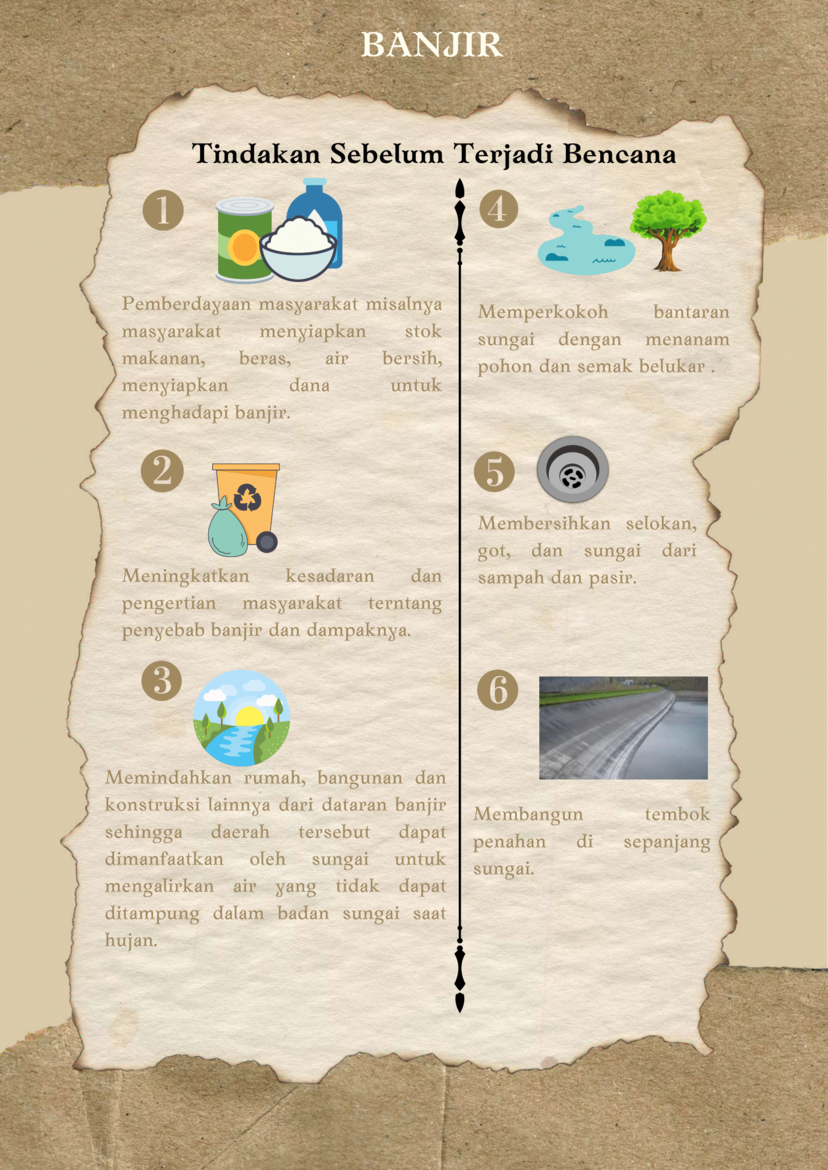 BANJIR
Tindakan Sebelum Terjadi Bencana
1
Pemberdayaan masyarakat misalnya
masyarakat menyiapkan stok
makanan, beras, air bersih,
menyiapkan dana untuk
menghadapi banjir.
2
Meningkatkan kesadaran dan
pengertian masyarakat terntang
penyebab banjir dan dampaknya.
3
Memindahkan rumah, bangunan dan
konstruksi lainnya dari dataran banjir
sehingga daerah tersebut dapat
dimanfaatkan oleh sungai untuk
mengalirkan air yang tidak dapat
ditampung dalam badan sungai saat
hujan.
4
Memperkokoh bantaran
sungai dengan menanam
pohon dan semak belukar .
5
Membersihkan selokan,
got, dan sungai dari
sampah dan pasir.
6
Membangun tembok
penahan di sepanjang
sungai.